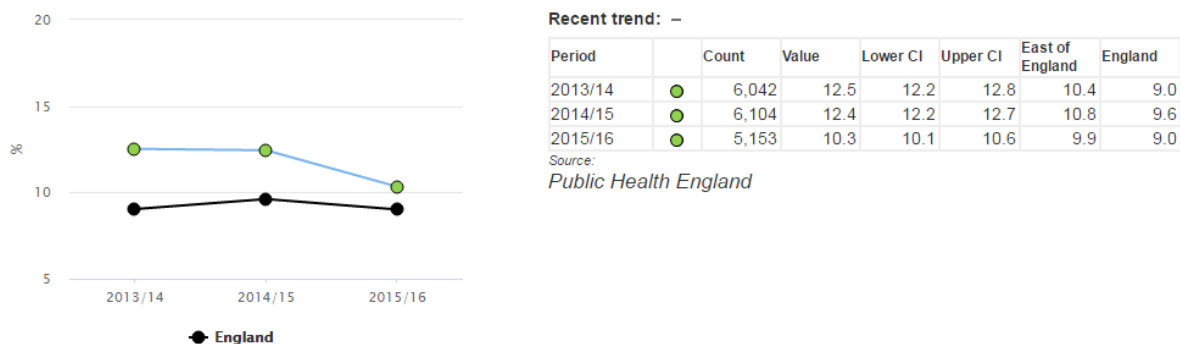 20
15
%
10
5
2013/14 2014/15 2015/16
England
Recent trend: –
Period Count Value Lower CI Upper CI East of England England
2013/14 6,042 12.5 12.2 12.8 10.4 9.0
2014/15 6,104 12.4 12.2 12.7 10.8 9.6
2015/16 5,153 10.3 10.1 10.6 9.9 9.0
Source:
Public Health England